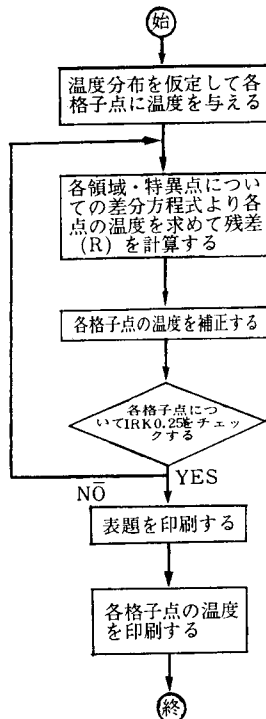 始
温度分布を仮定して各
格子点に温度を与える
各領域・特異点につい
ての差分方程式より各
点の温度を求めて残差
(R)を計算する
各格子点の温度を補正する
各格子点につ
いてIRK0.25をチェッ
クする
YES
NO
表題を印刷する
各格子点の温度
を印刷する
終